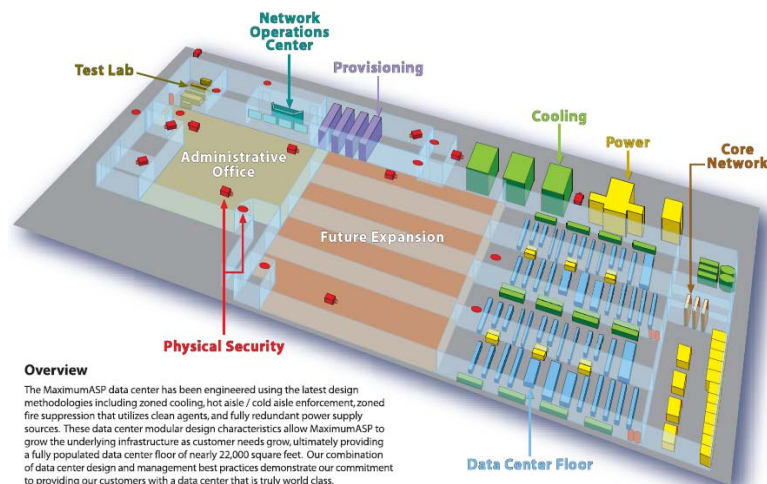 Network
Operations
Center
Test Lab
Provisioning
Cooling
Power
Core
Network
Administrative
Office
Future Expansion
Physical Security
Data Center Floor
Overview
The MaximumASP data center has been engineered using the latest design
methodologies including zoned cooling, hot aisle / cold aisle enforcement, zoned
fire suppression that utilizes clean agents, and fully redundant power supply
sources. These data center modular design characteristics allow MaximumASP to
grow the underlying infrastructure as customer needs grow, ultimately providing
a fully populated data center floor of nearly 22,000 square feet. Our combination
of data center design and management best practices demonstrate our commitment
to providing our customers with a data center that is truly world class.